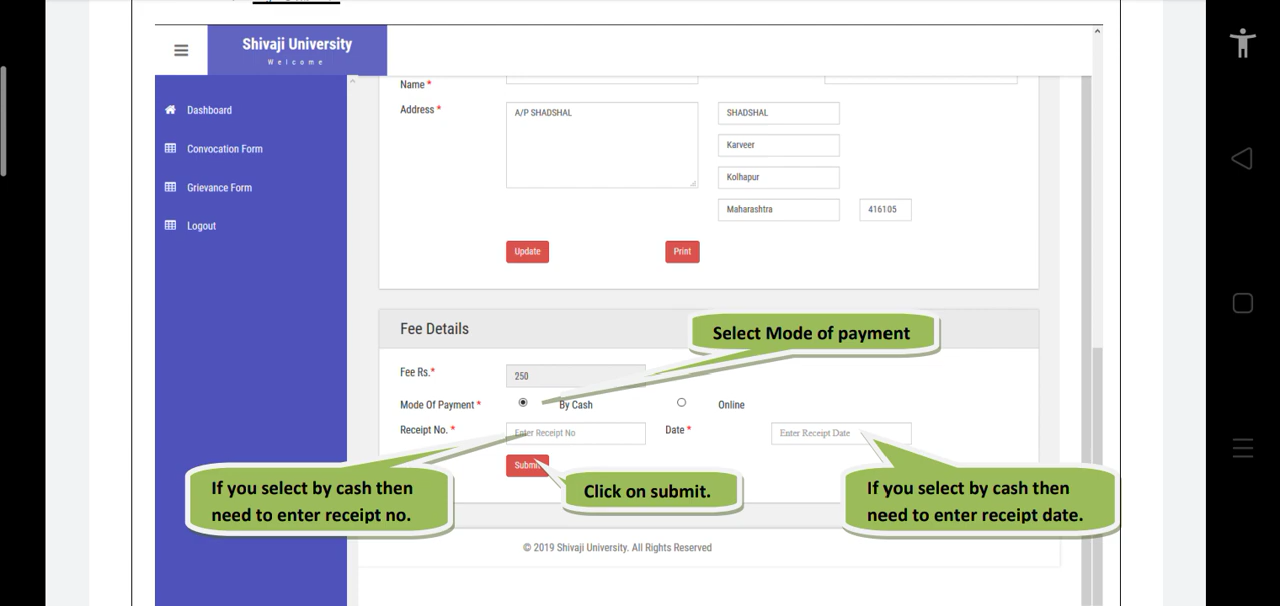 Shivaji University
Welcome
Name *
Address *
A/P SHADSHAL
SHADSHAL
Karveer
Kolhapur
Maharashtra
416105
Dashboard
Convocation Form
Grievance Form
Logout
Update
Print
Fee Details
Select Mode of payment
Fee Rs.*
250
Mode Of Payment *
By Cash
Online
Receipt No. *
Enter Receipt No
Date *
Enter Receipt Date
Submit
If you select by cash then
need to enter receipt no.
Click on submit.
If you select by cash then
need to enter receipt date.
© 2019 Shivaji University. All Rights Reserved